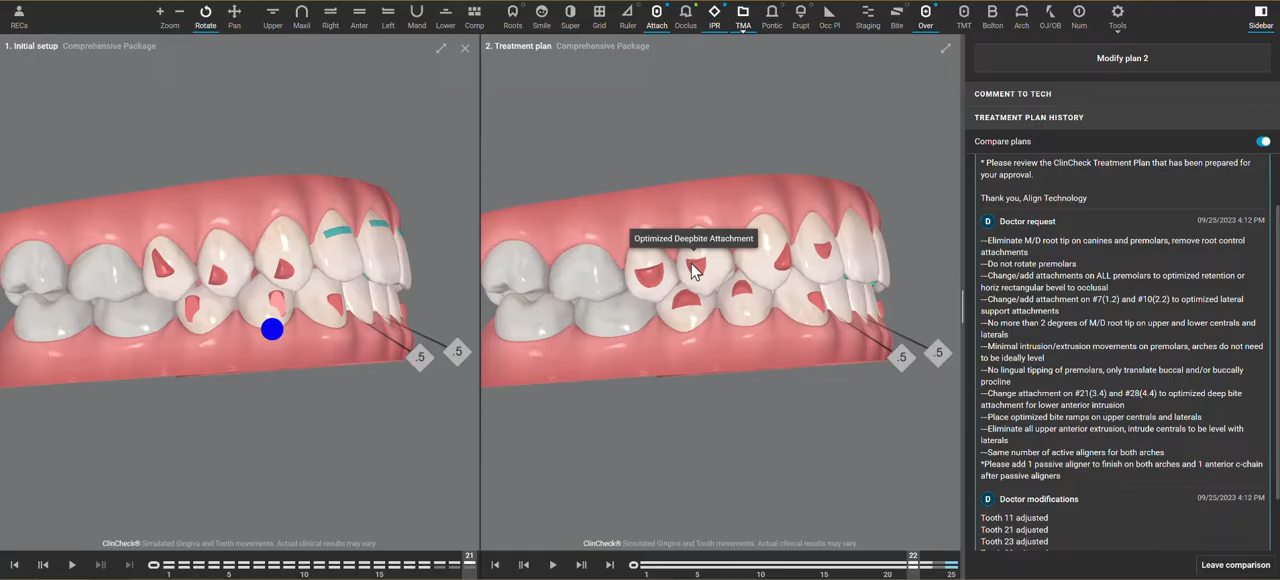 RECs
Zoom
Rotate
Pan
Upper
Maxil
Right
Anter
Left
Mand
Lower
Comp
Roots
Smile
Super
Grid
Ruler
Attach
Occlus
IPR
TMA
Pontic
Erupt
Occ Pl
Staging
Bite
Over
TMT
Bolton
Arch
OJ/OB
Num
Tools
Sidebar
1. Initial setup Comprehensive Package
2. Treatment plan Comprehensive Package
Optimized Deepbite Attachment
.5
.5
.5
.5
ClinCheck® Simulated Gingiva and Tooth movements. Actual clinical results may vary.
ClinCheck® Simulated Gingiva and Tooth movements. Actual clinical results may vary.
21
1 5 10 15
22
1 5 10 15 20 25
Modify plan 2
COMMENT TO TECH
TREATMENT PLAN HISTORY
Compare plans
* Please review the ClinCheck Treatment Plan that has been prepared for
your approval.
Thank you, Align Technology
D Doctor request 09/25/2023 4:12 PM
---Eliminate M/D root tip on canines and premolars, remove root control
attachments
---Do not rotate premolars
---Change/add attachments on ALL premolars to optimized retention or
horiz rectangular bevel to occlusal
---Change/add attachment on #7(1.2) and #10(2.2) to optimized lateral
support attachments
---No more than 2 degrees of M/D root tip on upper and lower centrals and
laterals
---Minimal intrusion/extrusion movements on premolars, arches do not need
to be ideally level
---No lingual tipping of premolars, only translate buccal and/or buccally
procline
---Change attachment on #21(3.4) and #28(4.4) to optimized deep bite
attachment for lower anterior intrusion
---Place optimized bite ramps on upper centrals and laterals
---Eliminate all upper anterior extrusion, intrude centrals to be level with
laterals
---Same number of active aligners for both arches
*Please add 1 passive aligner to finish on both arches and 1 anterior c-chain
after passive aligners
D Doctor modifications 09/25/2023 4:12 PM
Tooth 11 adjusted
Tooth 21 adjusted
Tooth 23 adjusted
Leave comparison